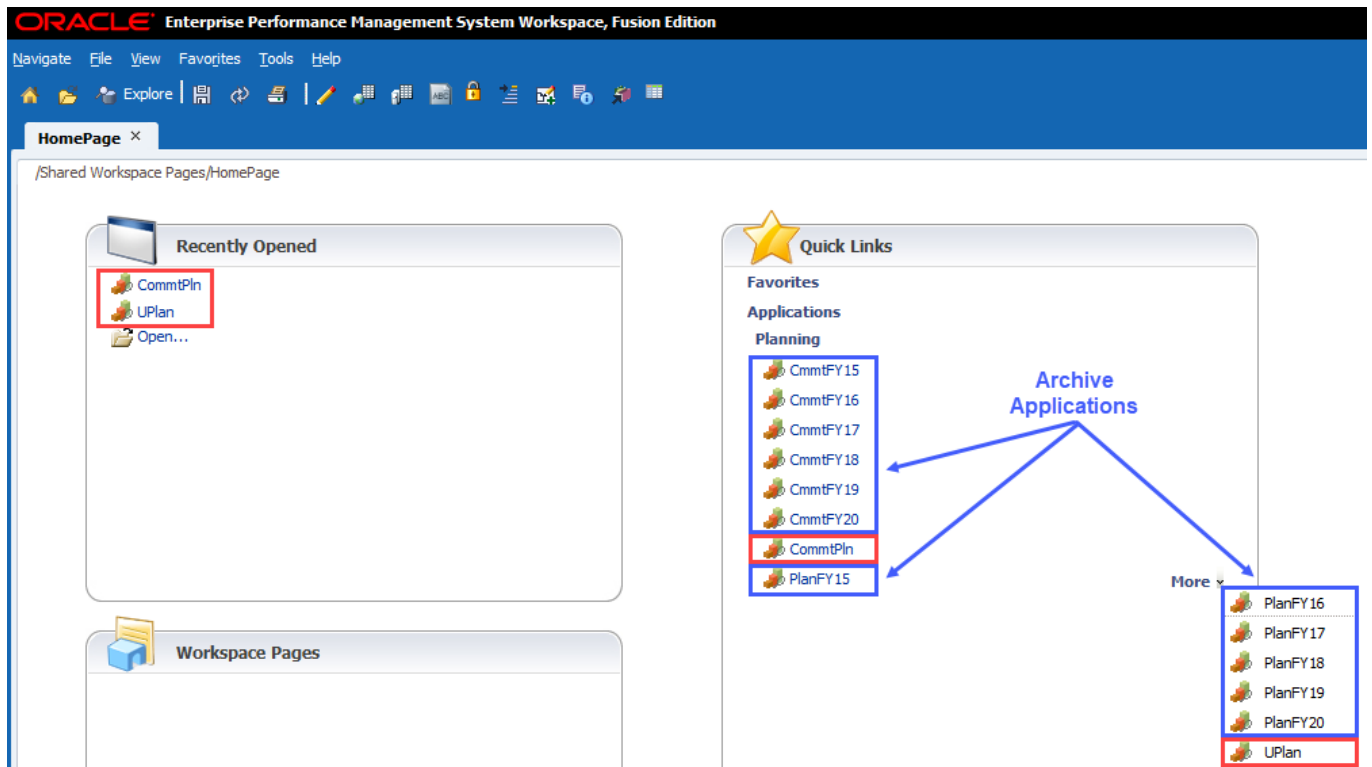 ORACLE Enterprise Performance Management System Workspace, Fusion Edition
Navigate File View Favorites Tools Help
Explore ABC
HomePage ×
/Shared Workspace Pages/HomePage
Recently Opened
CommtPln
UPlan
Open...
Workspace Pages
Quick Links
Favorites
Applications
Planning
CmmtFY15
CmmtFY16
CmmtFY17
CmmtFY18
CmmtFY19
CmmtFY20
CommtPln
PlanFY15
Archive
Applications
More
PlanFY16
PlanFY17
PlanFY18
PlanFY19
PlanFY20
UPlan